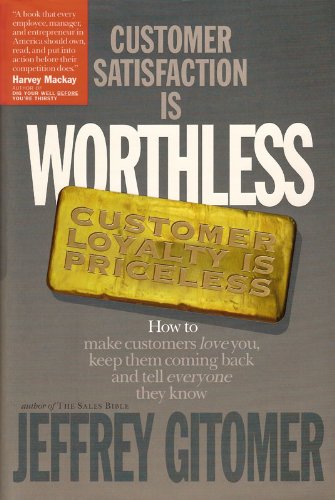 "A book that every
employee, manager,
and entrepreneur in
America should own,
read, and put into
action before their
competition does."
Harvey Mackay
AUTHOR OF
DIG YOUR WELL BEFORE
YOU'RE THIRSTY
CUSTOMER
SATISFACTION
IS
WORTHLESS
CUSTOMER
LOYALTY IS
PRICELESS
How to
make customers love you,
keep them coming back
and tell everyone
they know
author of THE SALES BIBLE
JEFFREY GITOMER